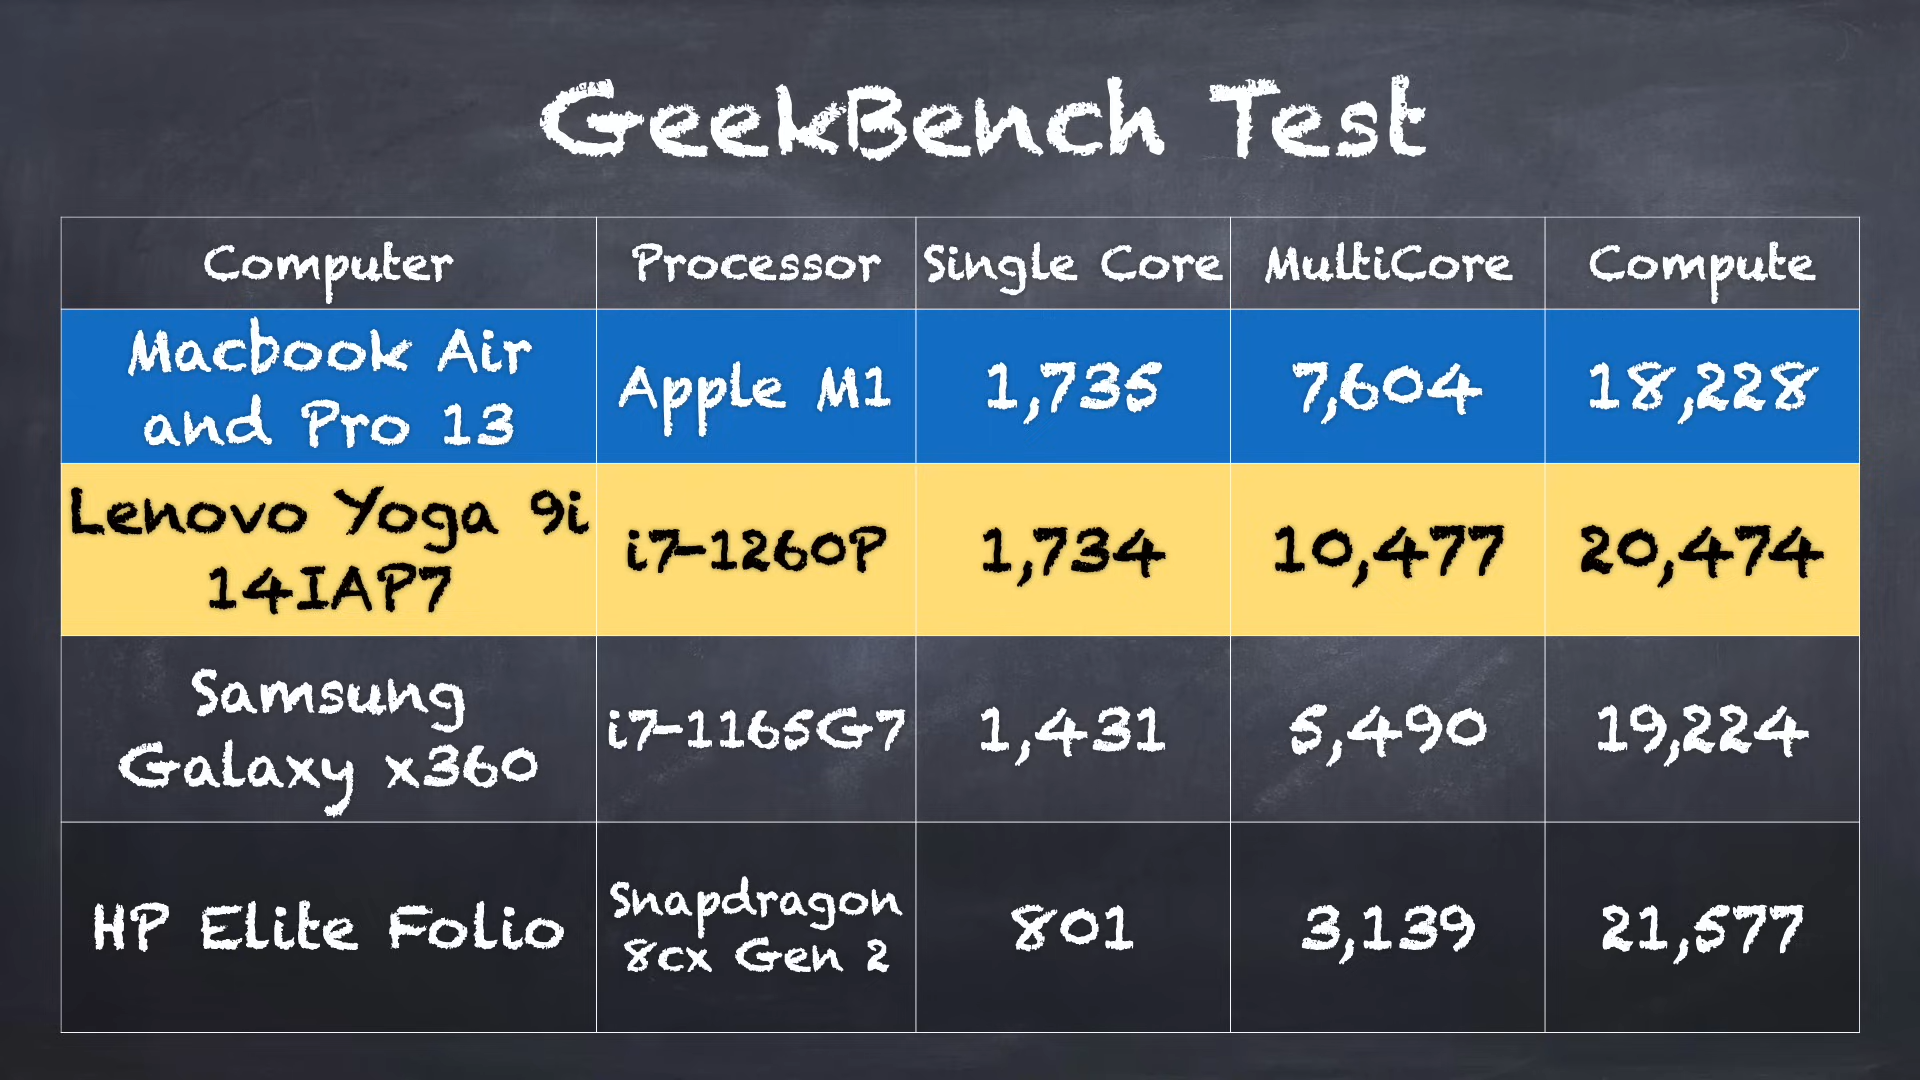 GeekBench Test
Computer Processor Single Core MultiCore Compute
Macbook Air
and Pro 13
Apple M1 1,735 7,604 18,228
Lenovo Yoga 9i
14IAP7
i7-1260P 1,734 10,477 20,474
Samsung
Galaxy x360
i7-1165G7 1,431 5,490 19,224
HP Elite Folio
Snapdragon
8cx Gen 2
801 3,139 21,577